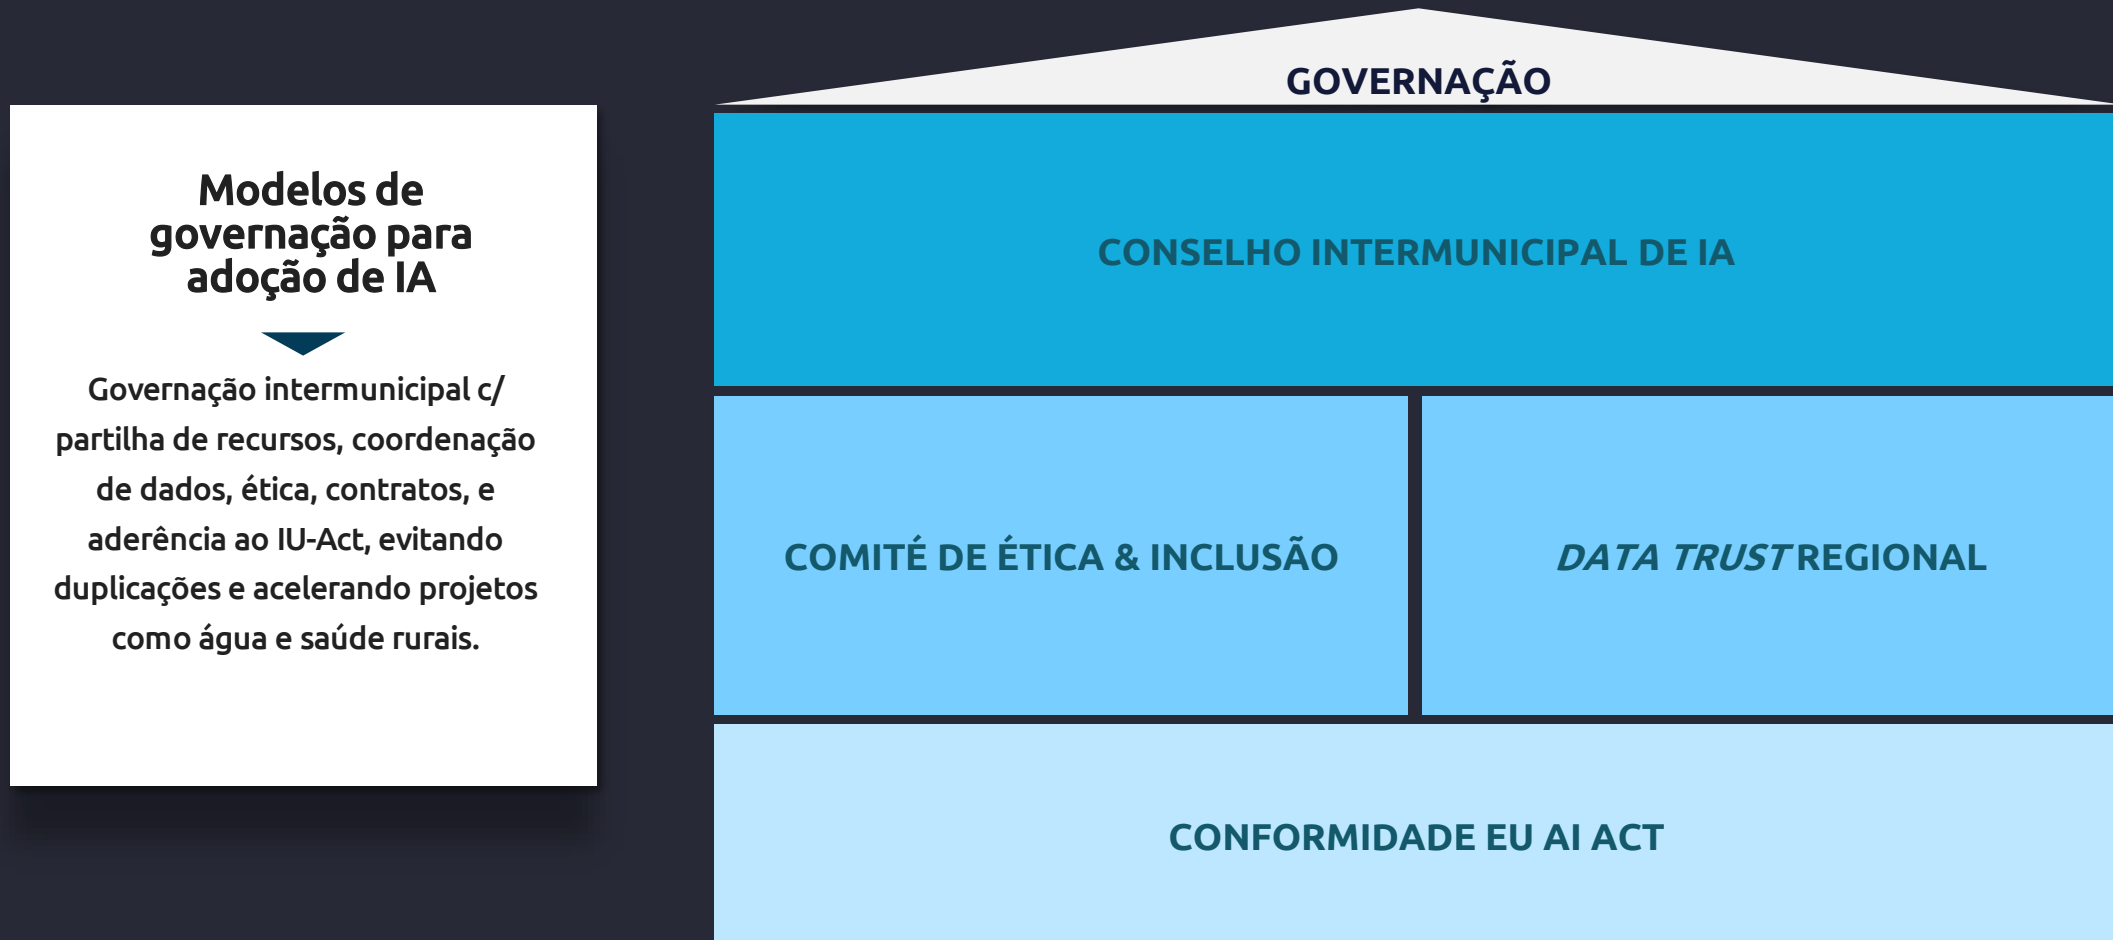 Modelos de
governação para
adoção de IA
Governação intermunicipal c/
partilha de recursos, coordenação
de dados, ética, contratos, e
aderência ao IU-Act, evitando
duplicações e acelerando projetos
como água e saúde rurais.
GOVERNAÇÃO
CONSELHO INTERMUNICIPAL DE IA
COMITÉ DE ÉTICA & INCLUSÃO
DATA TRUST REGIONAL
CONFORMIDADE EU AI ACT